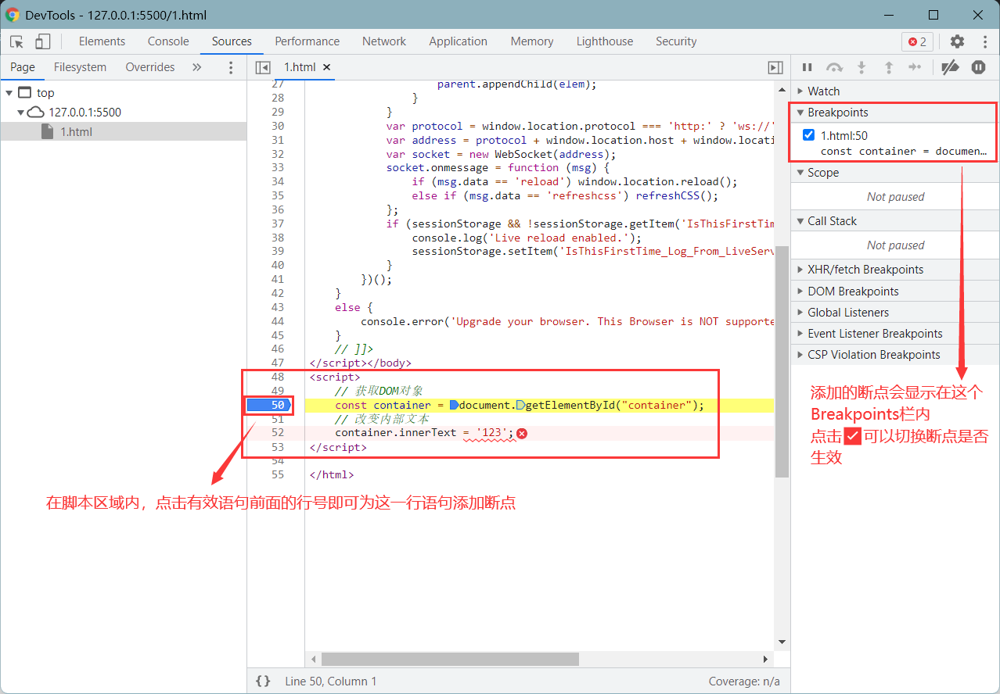 DevTools - 127.0.0.1:5500/1.html
Elements Console Sources Performance Network Application Memory Lighthouse Security 2
Page Filesystem Overrides
1.html
top
127.0.0.1:5500
1.html
27 parent.appendChild(elem);
28 }
29 }
30 var protocol = window.location.protocol === 'http:' ? 'ws://'
31 var address = protocol + window.location.host + window.locati
32 var socket = new WebSocket(address);
33 socket.onmessage = function (msg) {
34 if (msg.data == 'reload') window.location.reload();
35 else if (msg.data == 'refreshcss') refreshCSS();
36 };
37 if (sessionStorage && !sessionStorage.getItem('IsThisFirstTim
38 console.log('Live reload enabled.');
39 sessionStorage.setItem('IsThisFirstTime_Log_From_LiveServ
40 }
41 })();
42 }
43 else {
44 console.error('Upgrade your browser. This Browser is NOT supporte
45 }
46 // ]]>
47 </script></body>
48 <script>
49 // 获取DOM对象
50 const container = document.getElementById("container");
51 // 改变内部文本
52 container.innerText = '123';
53 </script>
54
55 </html>
在脚本区域内，点击有效语句前面的行号即可为这一行语句添加断点
{ } Line 50, Column 1 Coverage: n/a
Watch
Breakpoints
1.html:50
const container = documen…
Scope
Not paused
Call Stack
Not paused
XHR/fetch Breakpoints
DOM Breakpoints
Global Listeners
Event Listener Breakpoints
CSP Violation Breakpoints
添加的断点会显示在这个
Breakpoints栏内
点击✓可以切换断点是否
生效